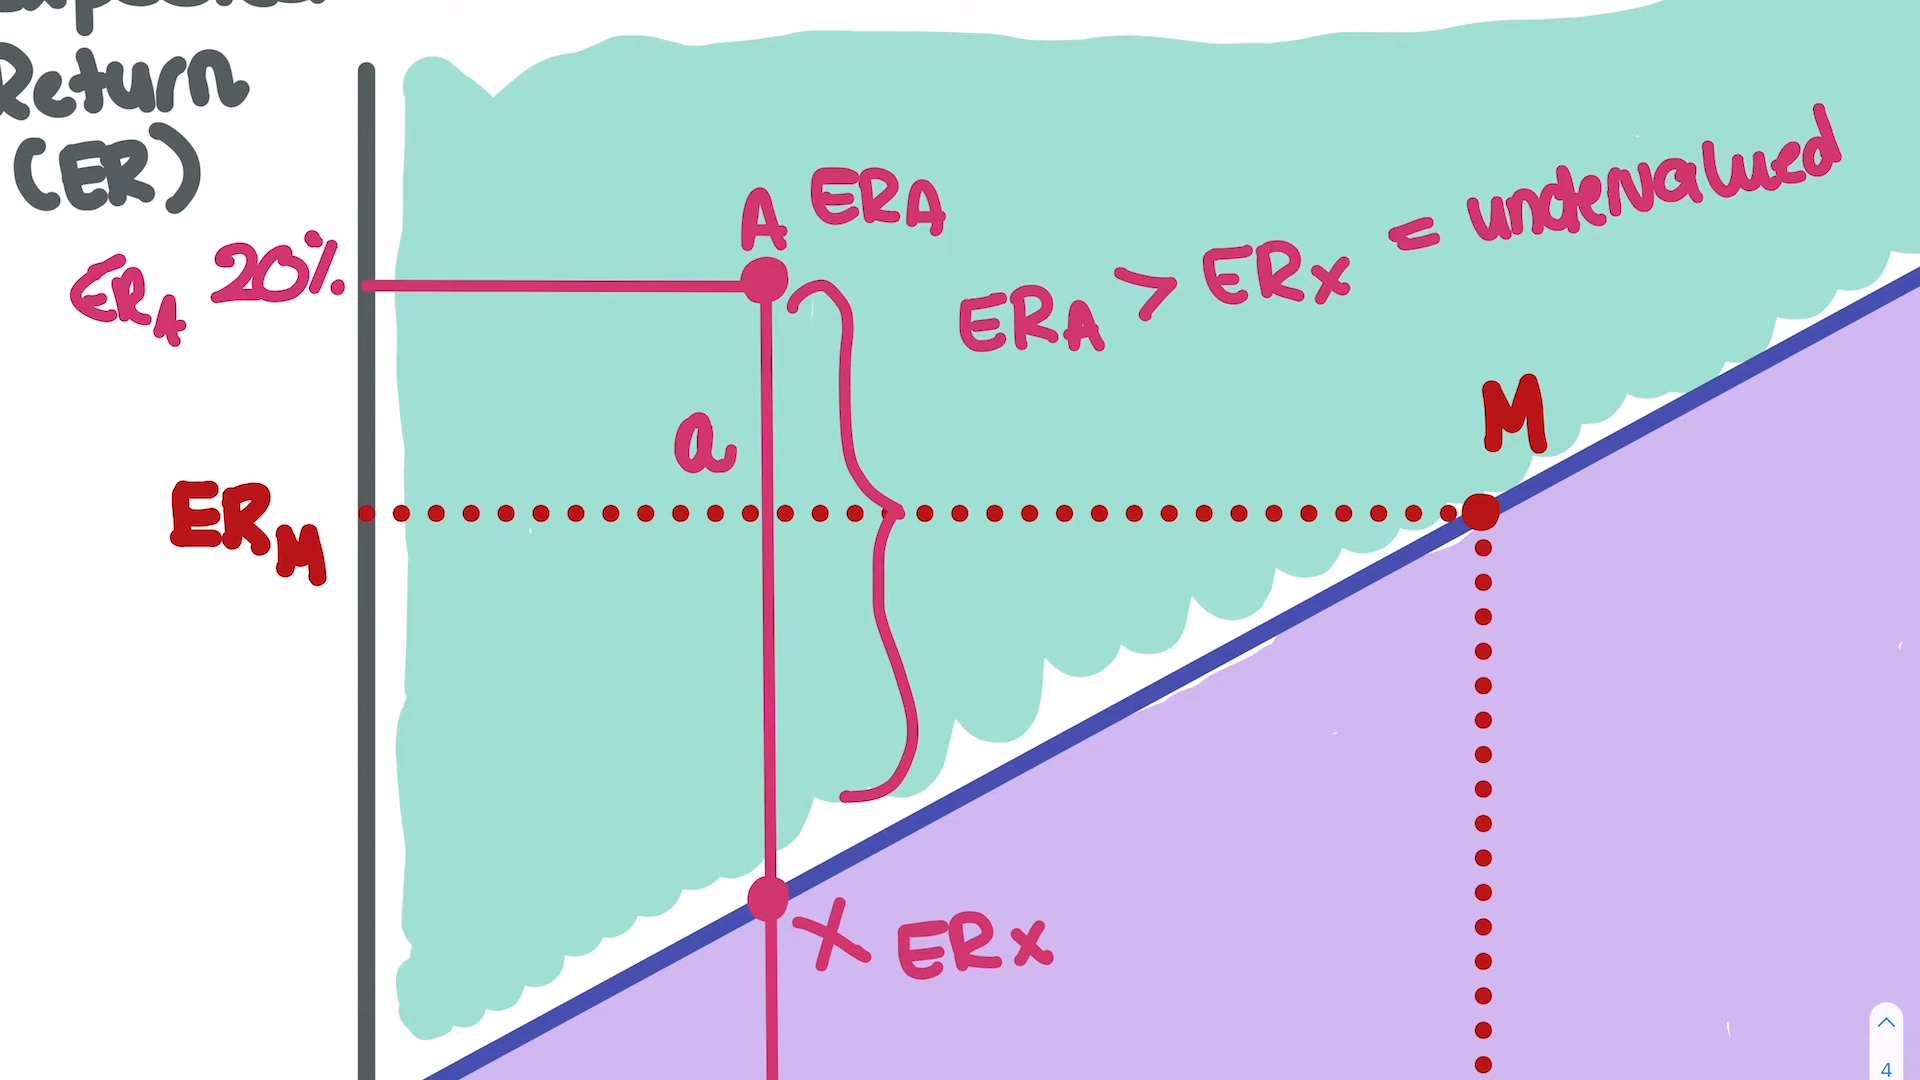 Return
(ER)
A ERA
ERA > ERx = undervalued
ERA 20%
a
M
ERM
X ERx
4